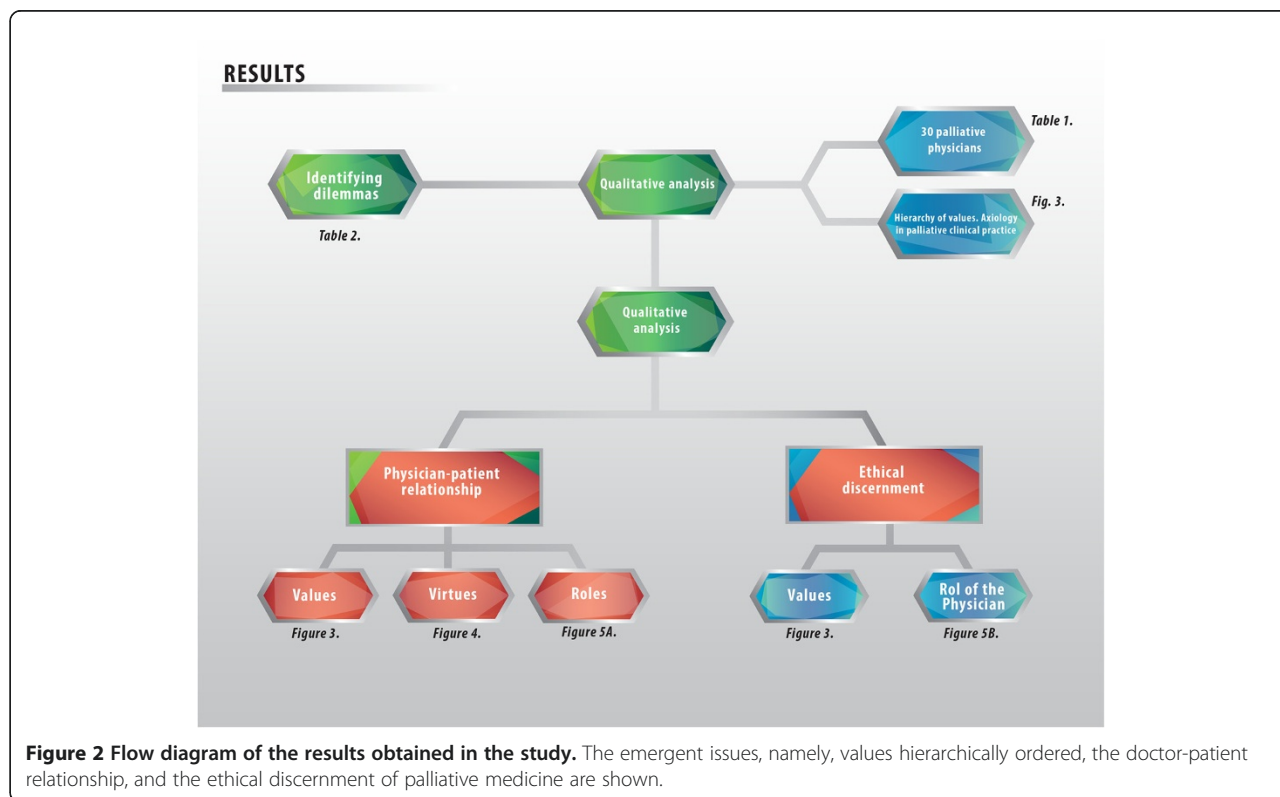 RESULTS
30 palliative
physicians
Table 1.
Identifying
dilemmas
Table 2.
Qualitative analysis
Hierarchy of values. Axiology
in palliative clinical practice
Fig. 3.
Qualitative
analysis
Physician-patient
relationship
Ethical
discernment
Values
Figure 3.
Virtues
Figure 4.
Roles
Figure 5A.
Values
Figure 3.
Rol of the
Physician
Figure 5B.
Figure 2 Flow diagram of the results obtained in the study. The emergent issues, namely, values hierarchically ordered, the doctor-patient
relationship, and the ethical discernment of palliative medicine are shown.